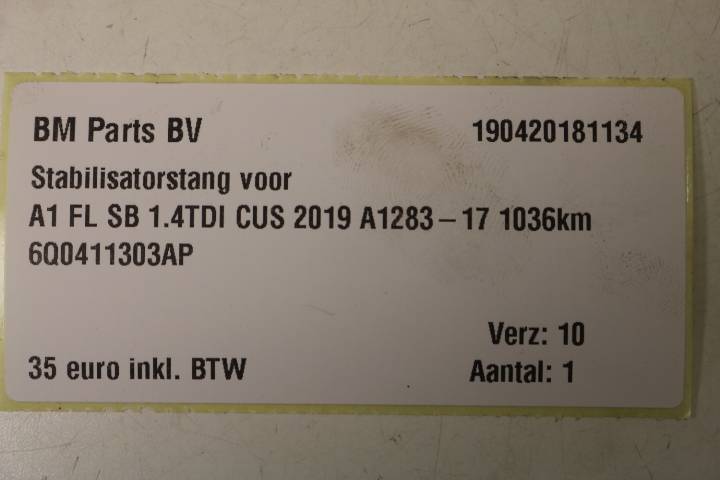 BM Parts BV 190420181134
Stabilisatorstang voor
A1 FL SB 1.4TDI CUS 2019 A1283-17 1036km
6Q0411303AP
Verz: 10
35 euro inkl. BTW Aantal: 1